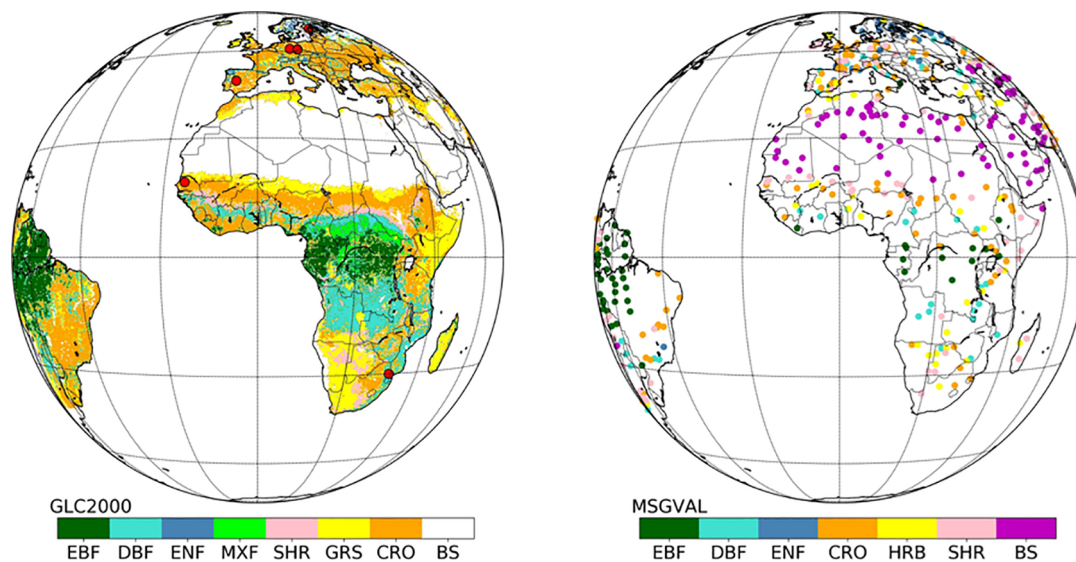 GLC2000
EBF DBF ENF MXF SHR GRS CRO BS
MSGVAL
EBF DBF ENF CRO HRB SHR BS